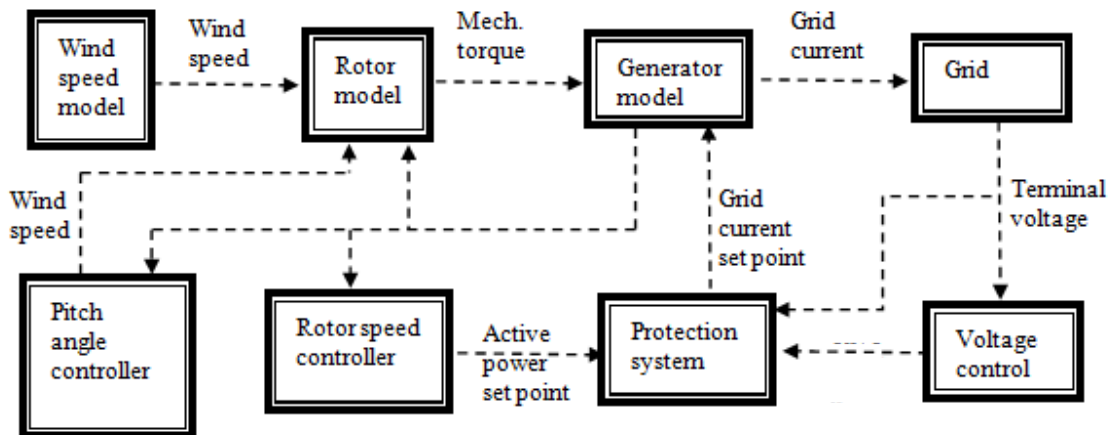 Wind
speed
model
Wind
speed
Rotor
model
Mech.
torque
Generator
model
Grid
current
Grid
Wind
speed
Grid
current
set point
Terminal
voltage
Pitch
angle
controller
Rotor speed
controller
Active
power
set point
Protection
system
Voltage
control